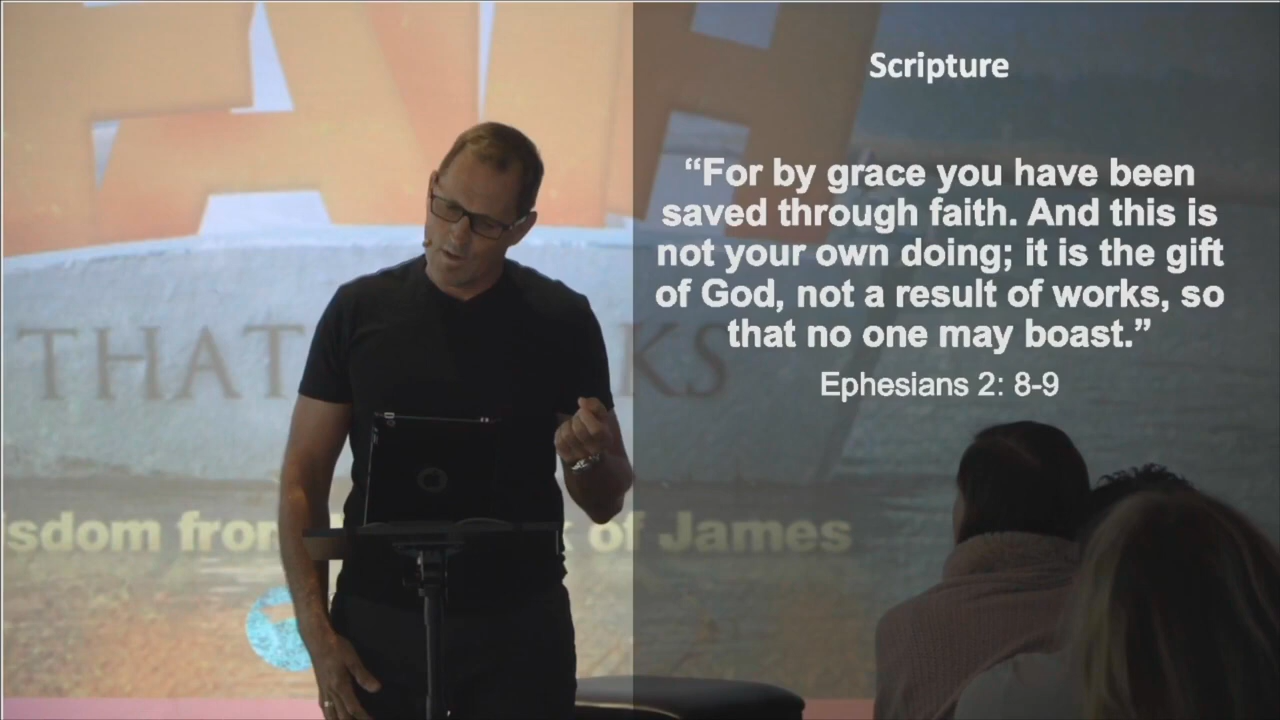 Scripture
“For by grace you have been
saved through faith. And this is
not your own doing; it is the gift
of God, not a result of works, so
that no one may boast.”
Ephesians 2: 8-9
THAT
KS
sdom from
of James